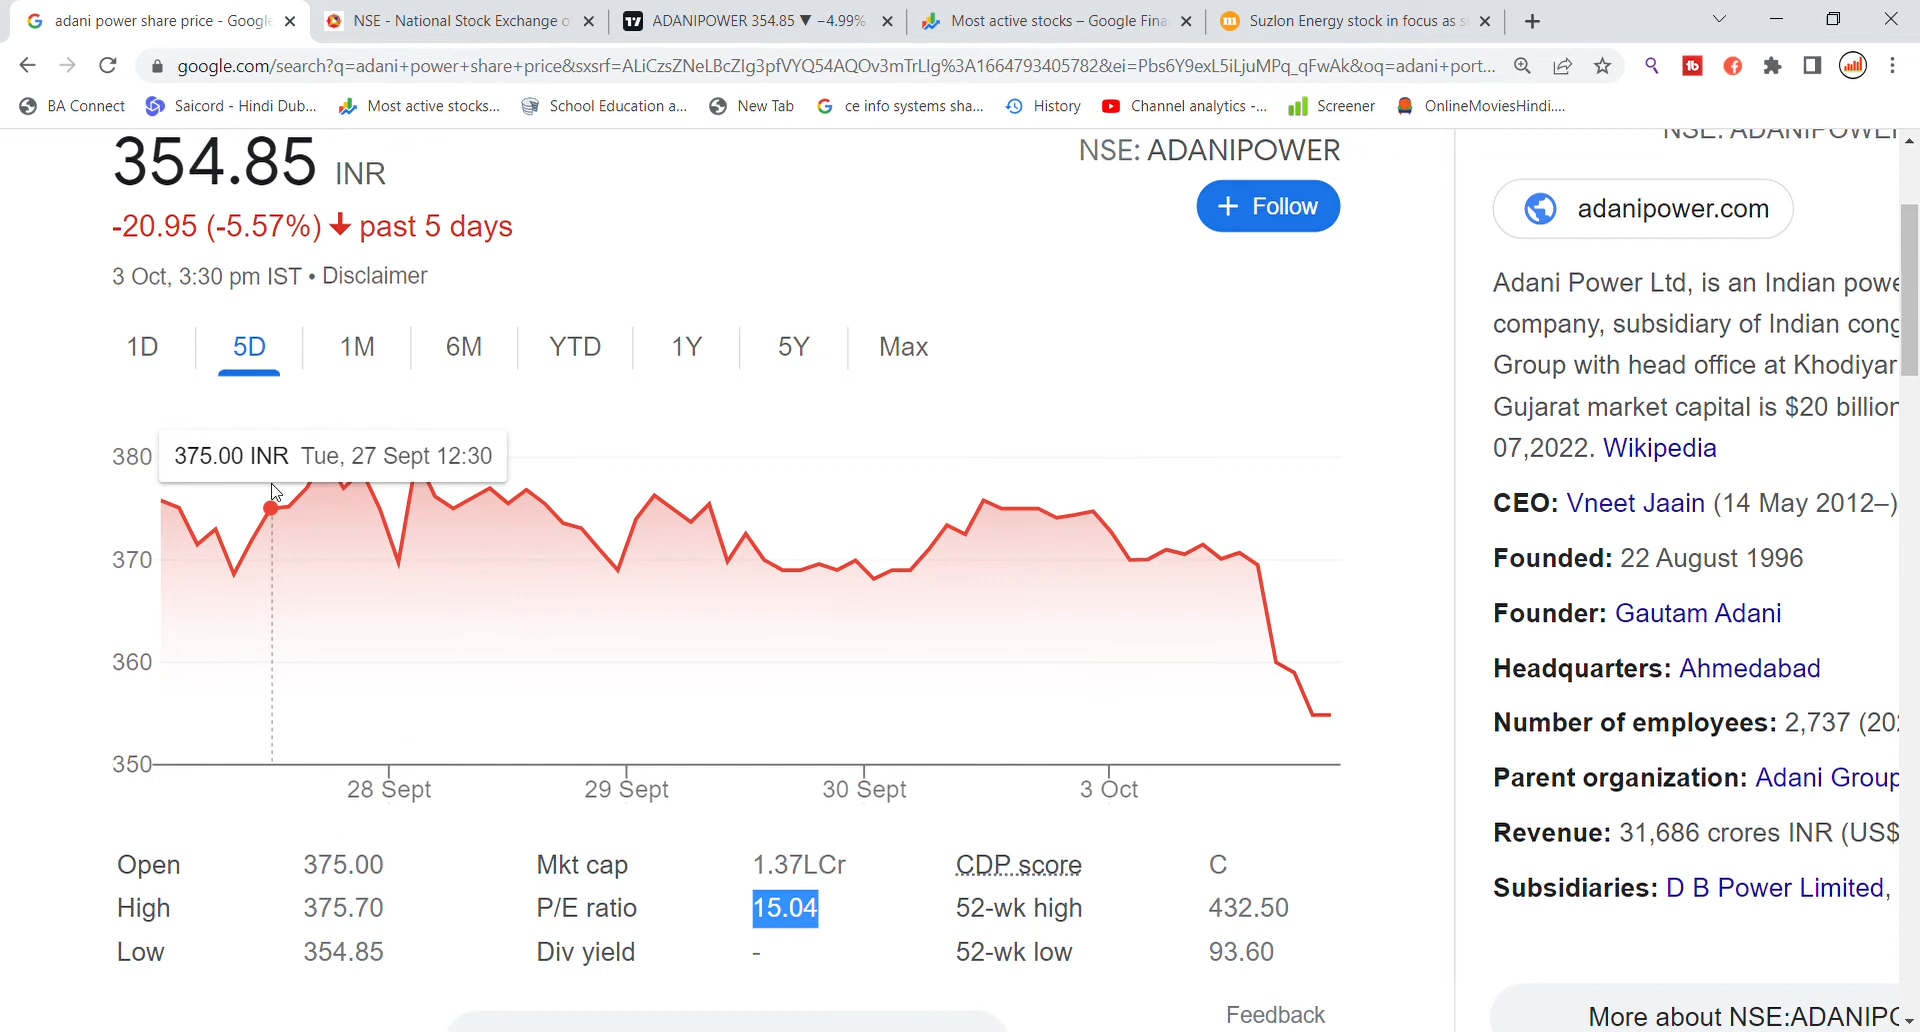 adani power share price - Google
NSE - National Stock Exchange o
ADANIPOWER 354.85 ▼ −4.99%
Most active stocks – Google Fina
Suzlon Energy stock in focus as s
google.com/search?q=adani+power+share+price&sxsrf=ALiCzsZNeLBcZIg3pfVYQ54AQOv3mTrLIg%3A1664793405782&ei=Pbs6Y9exL5iLjuMPq_qFwAk&oq=adani+port...
BA Connect
Saicord - Hindi Dub...
Most active stocks...
School Education a...
New Tab
ce info systems sha...
History
Channel analytics -...
Screener
OnlineMoviesHindi....
354.85 INR
NSE: ADANIPOWER
+ Follow
-20.95 (-5.57%) past 5 days
3 Oct, 3:30 pm IST • Disclaimer
1D 5D 1M 6M YTD 1Y 5Y Max
375.00 INR Tue, 27 Sept 12:30
380
370
360
350
28 Sept 29 Sept 30 Sept 3 Oct
Open 375.00 Mkt cap 1.37LCr CDP score C
High 375.70 P/E ratio 15.04 52-wk high 432.50
Low 354.85 Div yield - 52-wk low 93.60
Feedback
NSE: ADANIPOWER
adanipower.com
Adani Power Ltd, is an Indian powe
company, subsidiary of Indian cong
Group with head office at Khodiyar
Gujarat market capital is $20 billion
07,2022. Wikipedia
CEO: Vneet Jaain (14 May 2012–)
Founded: 22 August 1996
Founder: Gautam Adani
Headquarters: Ahmedabad
Number of employees: 2,737 (202
Parent organization: Adani Group
Revenue: 31,686 crores INR (US$
Subsidiaries: D B Power Limited,
More about NSE:ADANIPO